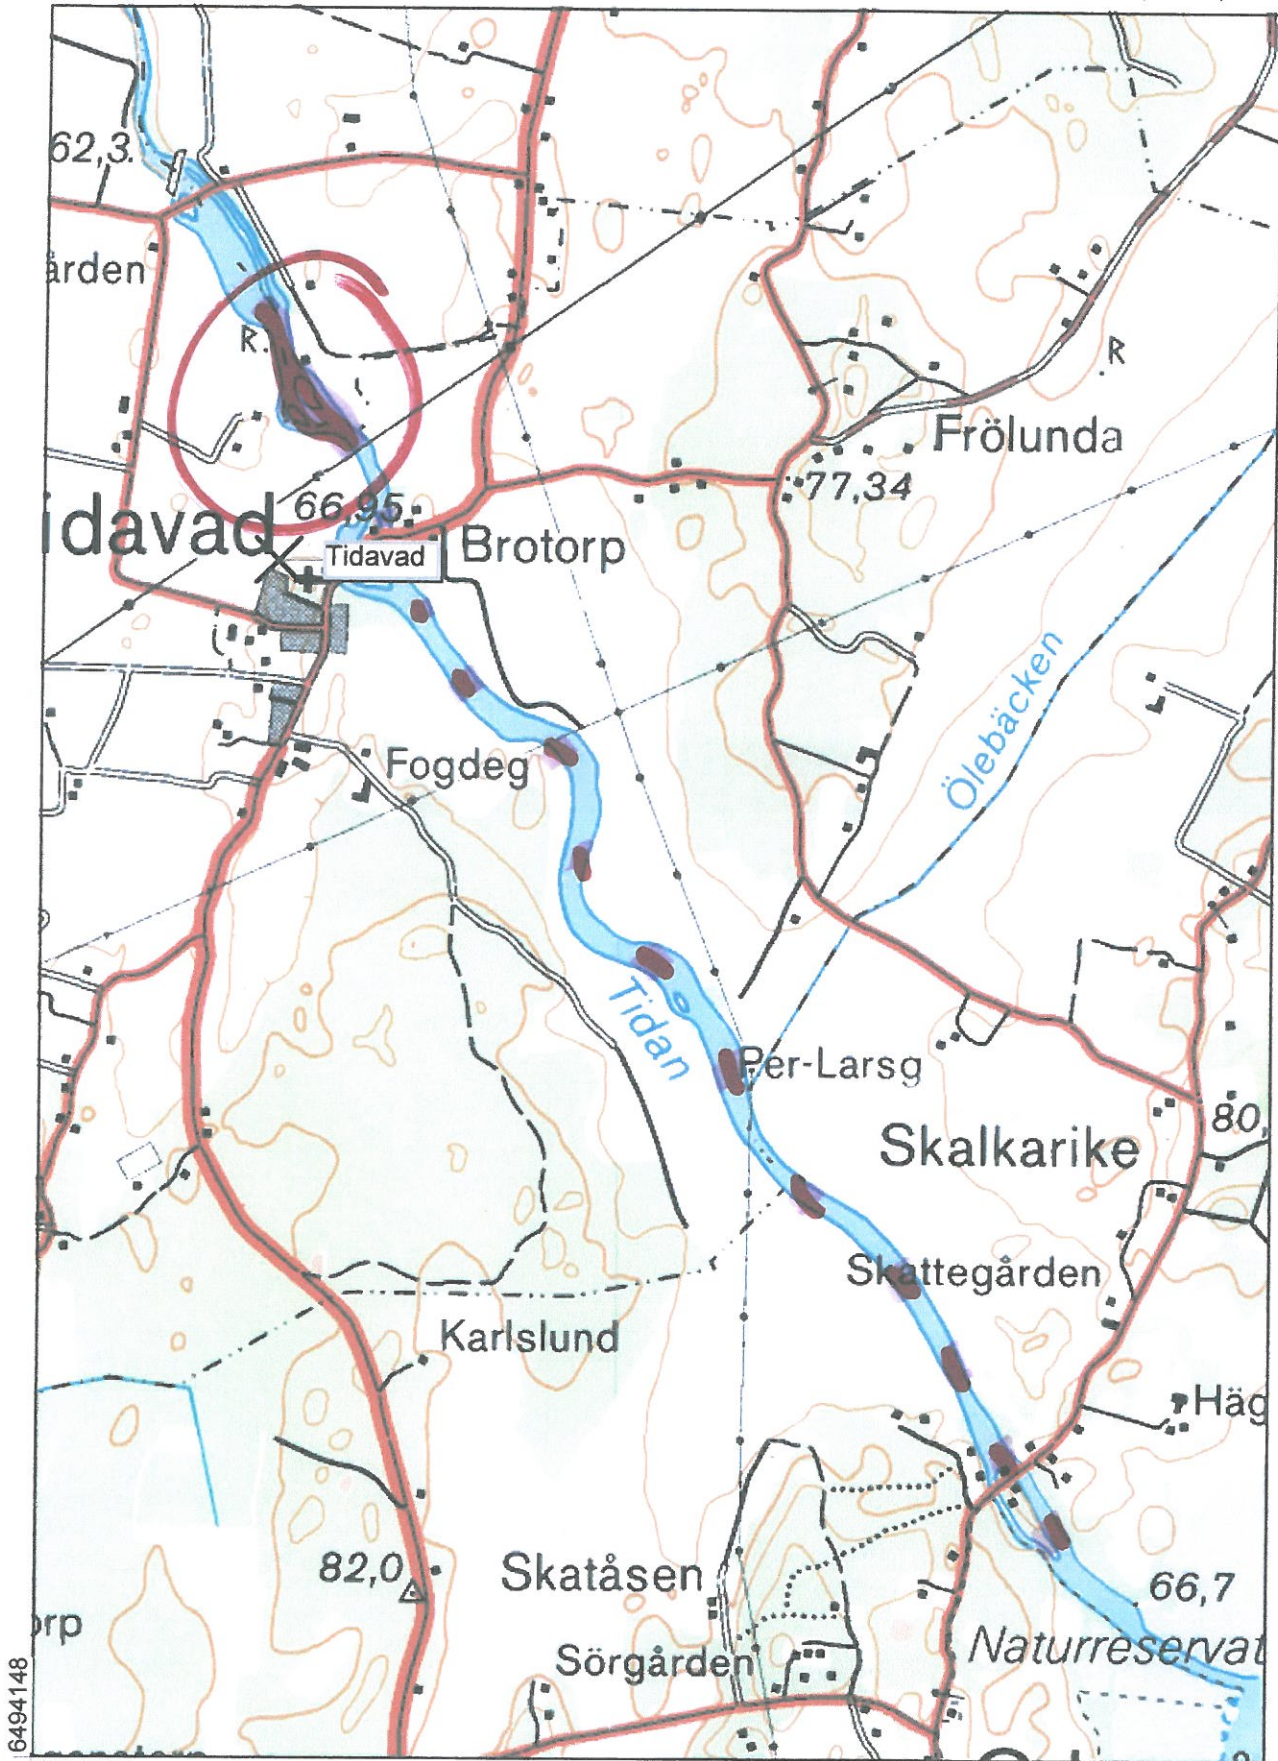 62,3
ården
R.
R
Frölunda
77,34
66,95
idavad
Tidavad
Brotorp
Ölebäcken
Fogdeg
Tidan
Per-Larsg
80,
Skalkarike
Skattegården
Karlslund
Häg
82,0
Skatåsen
66,7
orp
Naturreservat
Sörgården
6494148